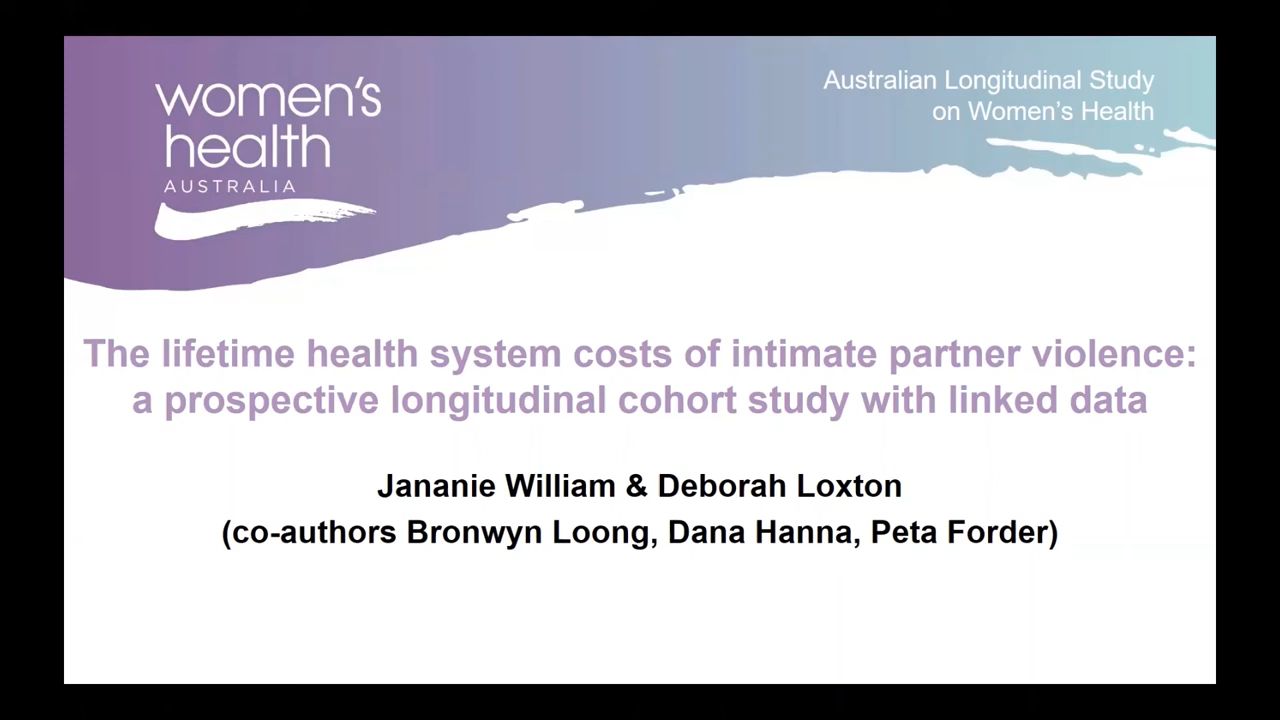 women's
health
AUSTRALIA
Australian Longitudinal Study
on Women's Health
The lifetime health system costs of intimate partner violence:
a prospective longitudinal cohort study with linked data
Jananie William & Deborah Loxton
(co-authors Bronwyn Loong, Dana Hanna, Peta Forder)